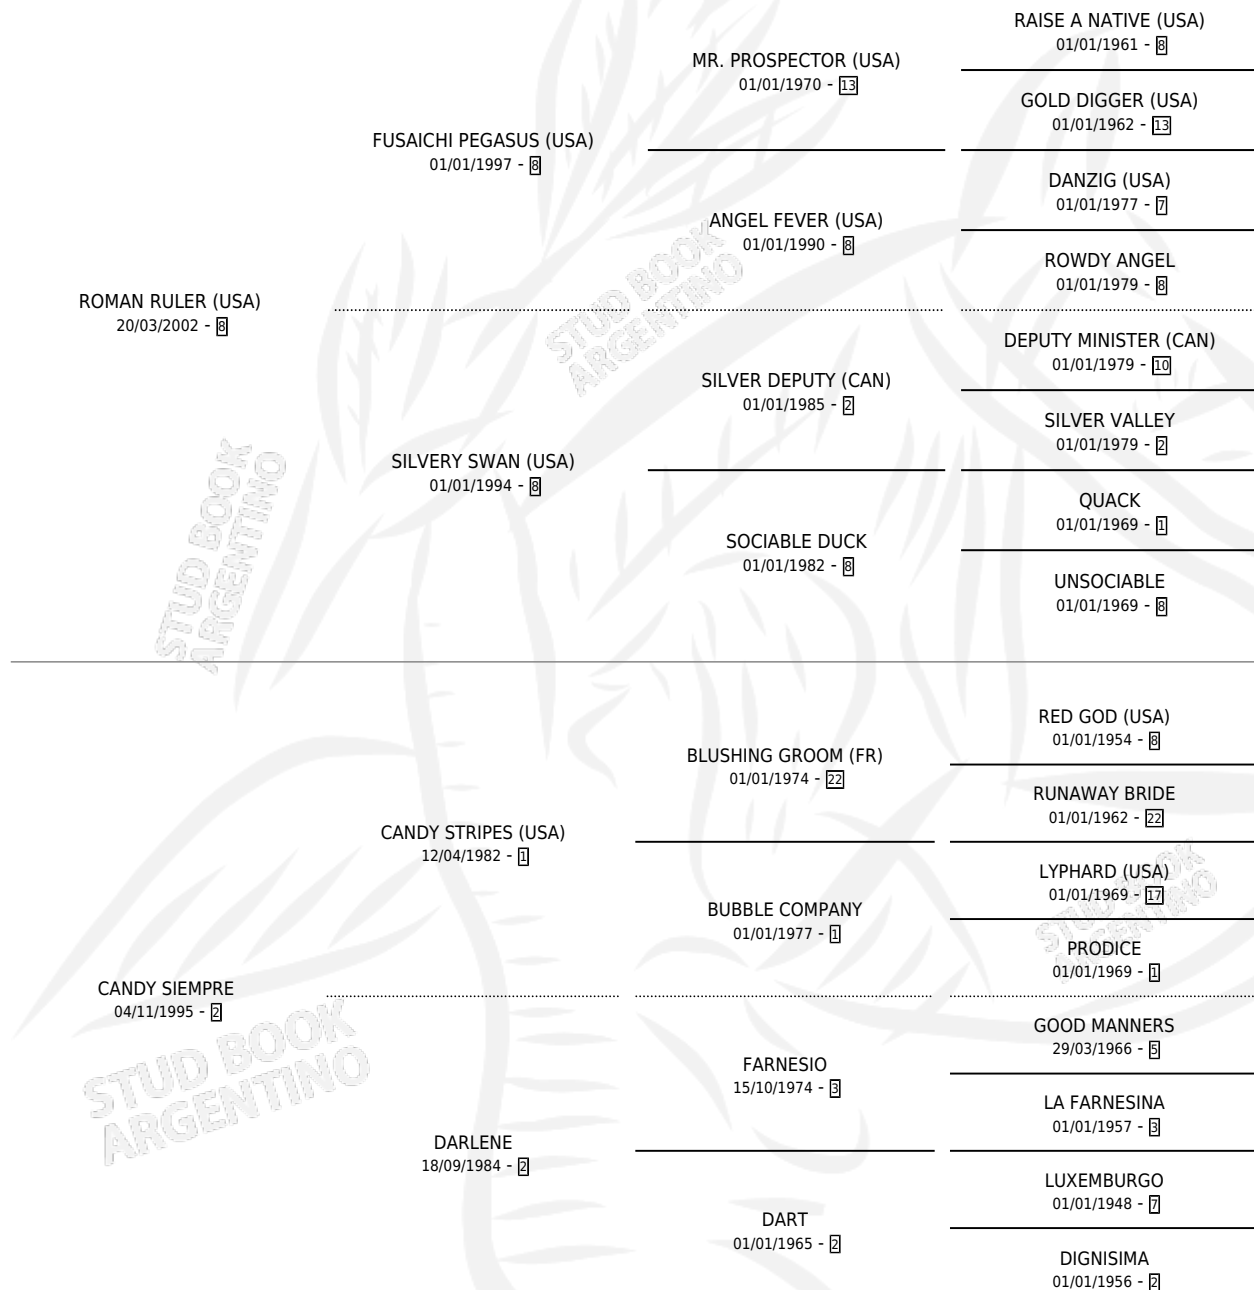 RAISE A NATIVE (USA)
01/01/1961 - 8
MR. PROSPECTOR (USA)
01/01/1970 - 13
GOLD DIGGER (USA)
01/01/1962 - 13
FUSAICHI PEGASUS (USA)
01/01/1997 - 8
DANZIG (USA)
01/01/1977 - 7
ANGEL FEVER (USA)
01/01/1990 - 8
ROWDY ANGEL
01/01/1979 - 8
ROMAN RULER (USA)
20/03/2002 - 8
DEPUTY MINISTER (CAN)
01/01/1979 - 10
SILVER DEPUTY (CAN)
01/01/1985 - 2
SILVER VALLEY
01/01/1979 - 2
SILVERY SWAN (USA)
01/01/1994 - 8
QUACK
01/01/1969 - 1
SOCIABLE DUCK
01/01/1982 - 8
UNSOCIABLE
01/01/1969 - 8
STUD BOOK
ARGENTINO
STUD BOOK
ARGENTINO
RED GOD (USA)
01/01/1954 - 8
BLUSHING GROOM (FR)
01/01/1974 - 22
RUNAWAY BRIDE
01/01/1962 - 22
CANDY STRIPES (USA)
12/04/1982 - 1
LYPHARD (USA)
01/01/1969 - 17
BUBBLE COMPANY
01/01/1977 - 1
PRODICE
01/01/1969 - 1
STUD BOOK
ARGENTINO
CANDY SIEMPRE
04/11/1995 - 2
GOOD MANNERS
29/03/1966 - 5
FARNESIO
15/10/1974 - 3
LA FARNESINA
01/01/1957 - 3
DARLENE
18/09/1984 - 2
LUXEMBURGO
01/01/1948 - 7
DART
01/01/1965 - 2
DIGNISIMA
01/01/1956 - 2
STUD BOOK
ARGENTINO